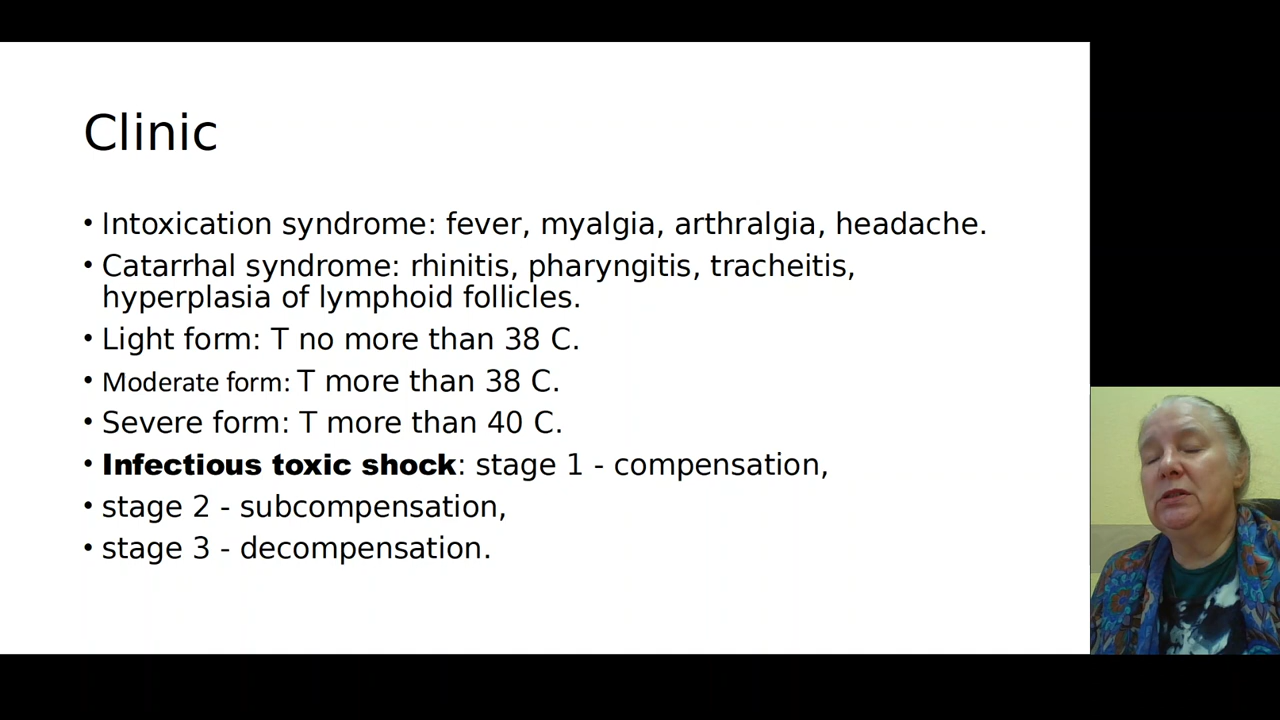 Clinic
• Intoxication syndrome: fever, myalgia, arthralgia, headache.
• Catarrhal syndrome: rhinitis, pharyngitis, tracheitis,
hyperplasia of lymphoid follicles.
• Light form: T no more than 38 C.
• Moderate form: T more than 38 C.
• Severe form: T more than 40 C.
• Infectious toxic shock: stage 1 - compensation,
• stage 2 - subcompensation,
• stage 3 - decompensation.